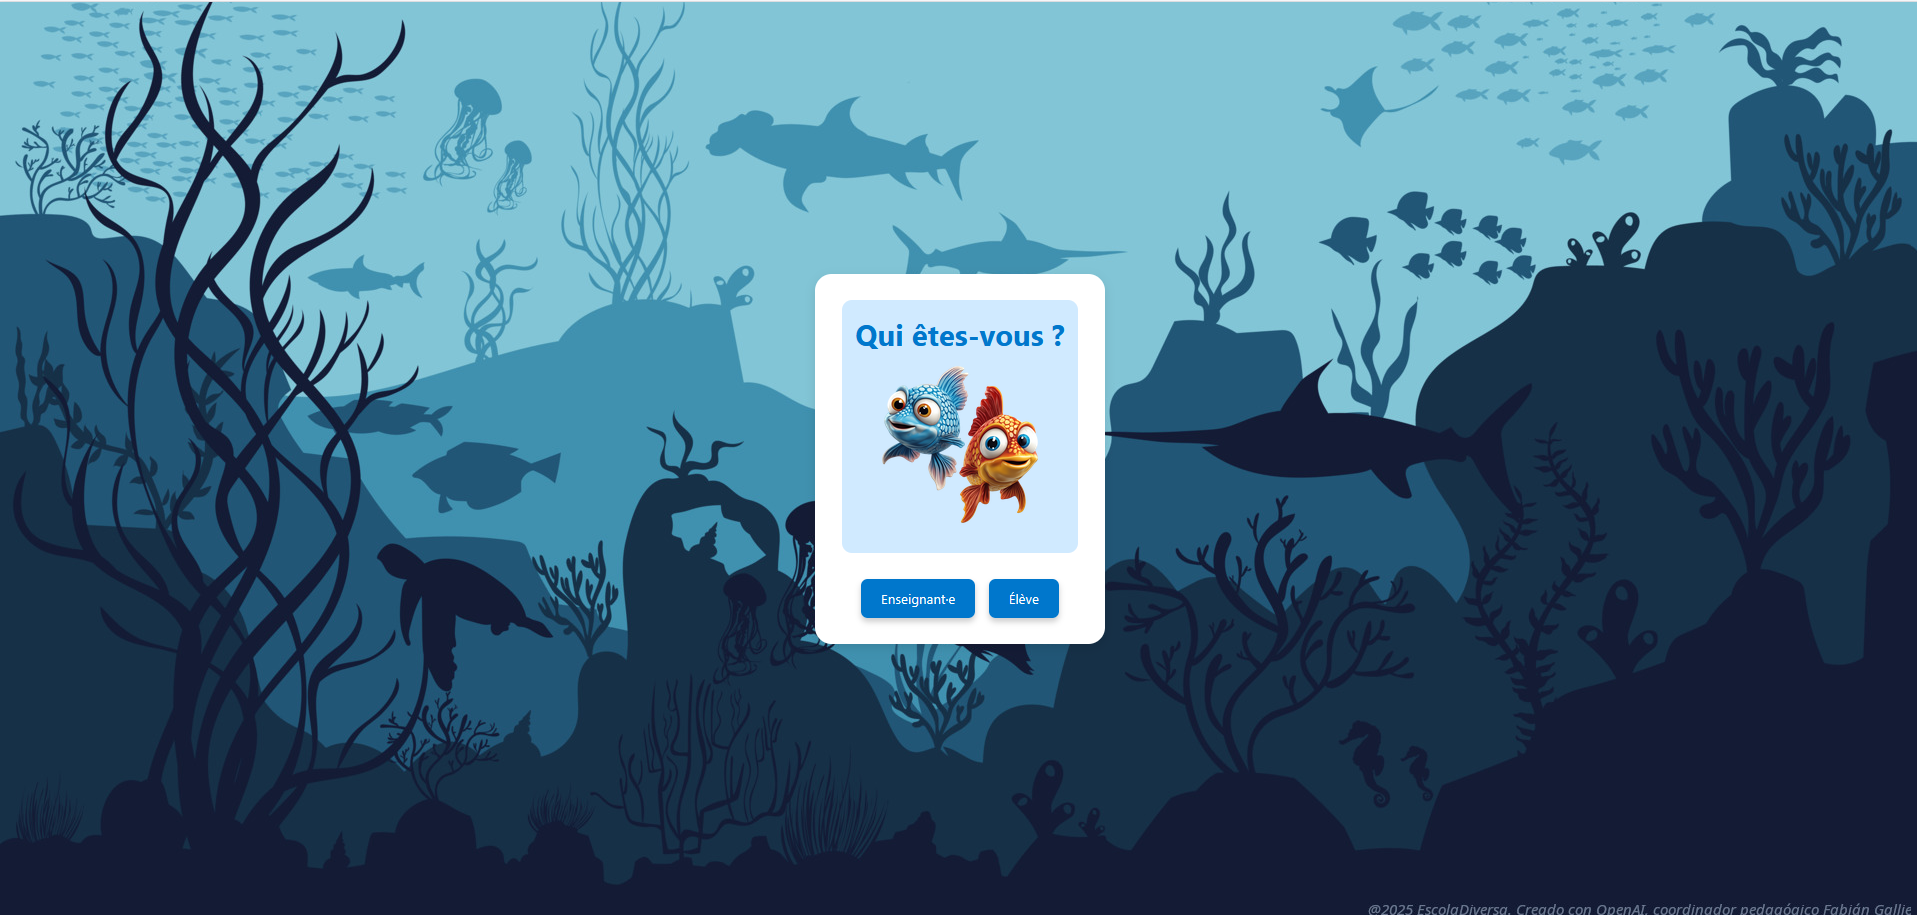 Qui êtes-vous ?
Enseignant·e
Élève
@2025 EscolaDiversa. Creado con OpenAI, coordinador pedagógico Fabián Gallie